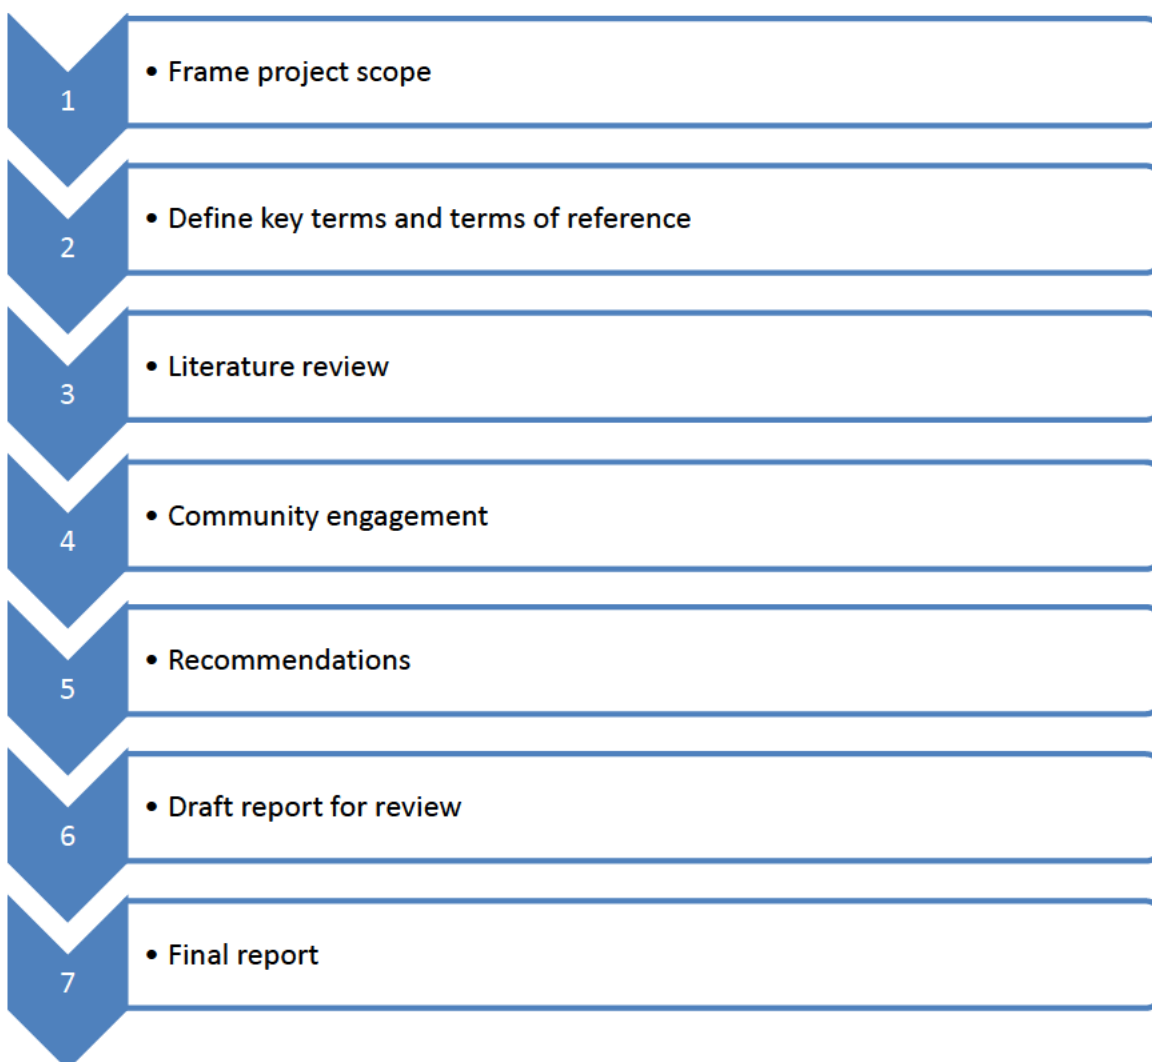 1
• Frame project scope
2
• Define key terms and terms of reference
3
• Literature review
4
• Community engagement
5
• Recommendations
6
• Draft report for review
7
• Final report